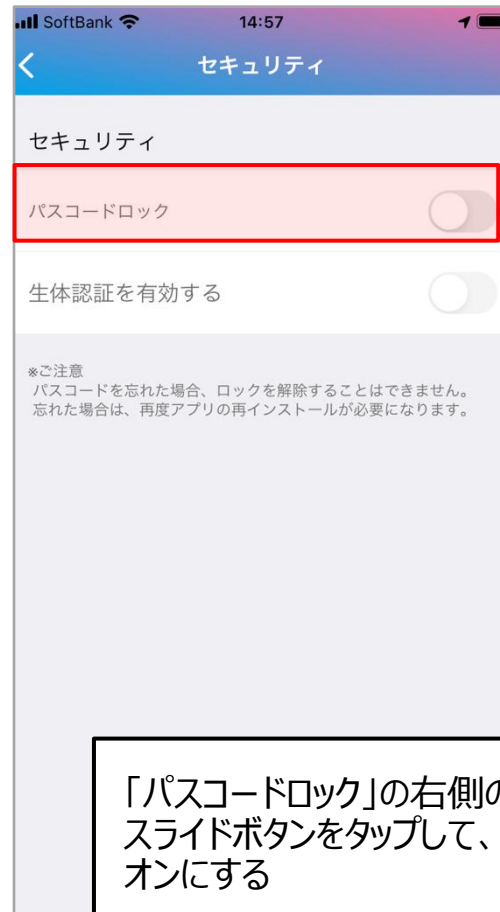 SoftBank 14:57
セキュリティ
セキュリティ
パスコードロック
生体認証を有効する
※ご注意
パスコードを忘れた場合、ロックを解除することはできません。
忘れた場合は、再度アプリの再インストールが必要になります。
「パスコードロック」の右側の
スライドボタンをタップして、
オンにする